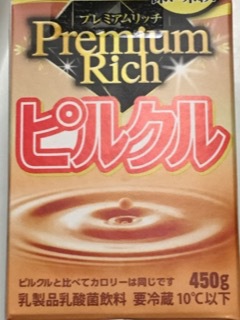 プレミアムリッチ
Premium
Rich
ピルクル
450g
ピルクルと比べてカロリーは同じです
乳製品乳酸菌飲料 要冷蔵10℃以下